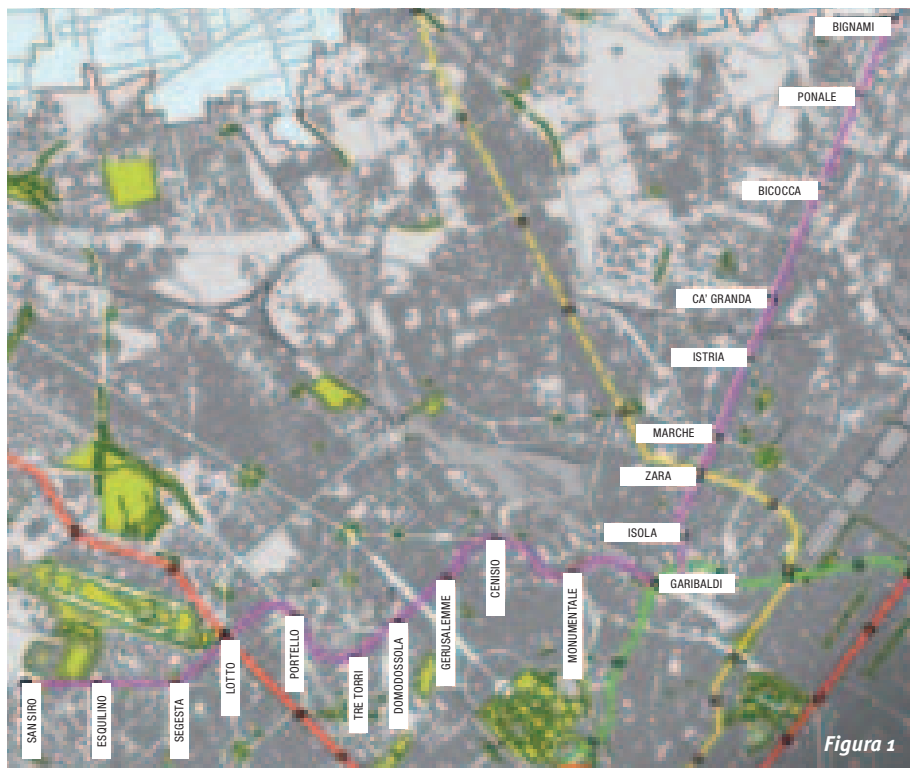 BIGNAMI
PONALE
BICOCCA
CA' GRANDA
ISTRIA
MARCHE
ZARA
ISOLA
GARIBALDI
MONUMENTALE
CENISIO
GERUSALEMME
DOMODOSSOLA
TRE TORRI
PORTELLO
LOTTO
SEGESTA
ESQUILINO
SAN SIRO
Figura 1